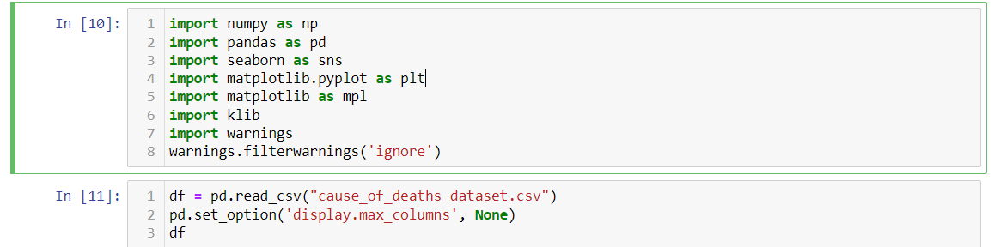 In [10]:
1 import numpy as np
2 import pandas as pd
3 import seaborn as sns
4 import matplotlib.pyplot as plt
5 import matplotlib as mpl
6 import klib
7 import warnings
8 warnings.filterwarnings('ignore')
In [11]:
1 df = pd.read_csv("cause_of_deaths dataset.csv")
2 pd.set_option('display.max_columns', None)
3 df